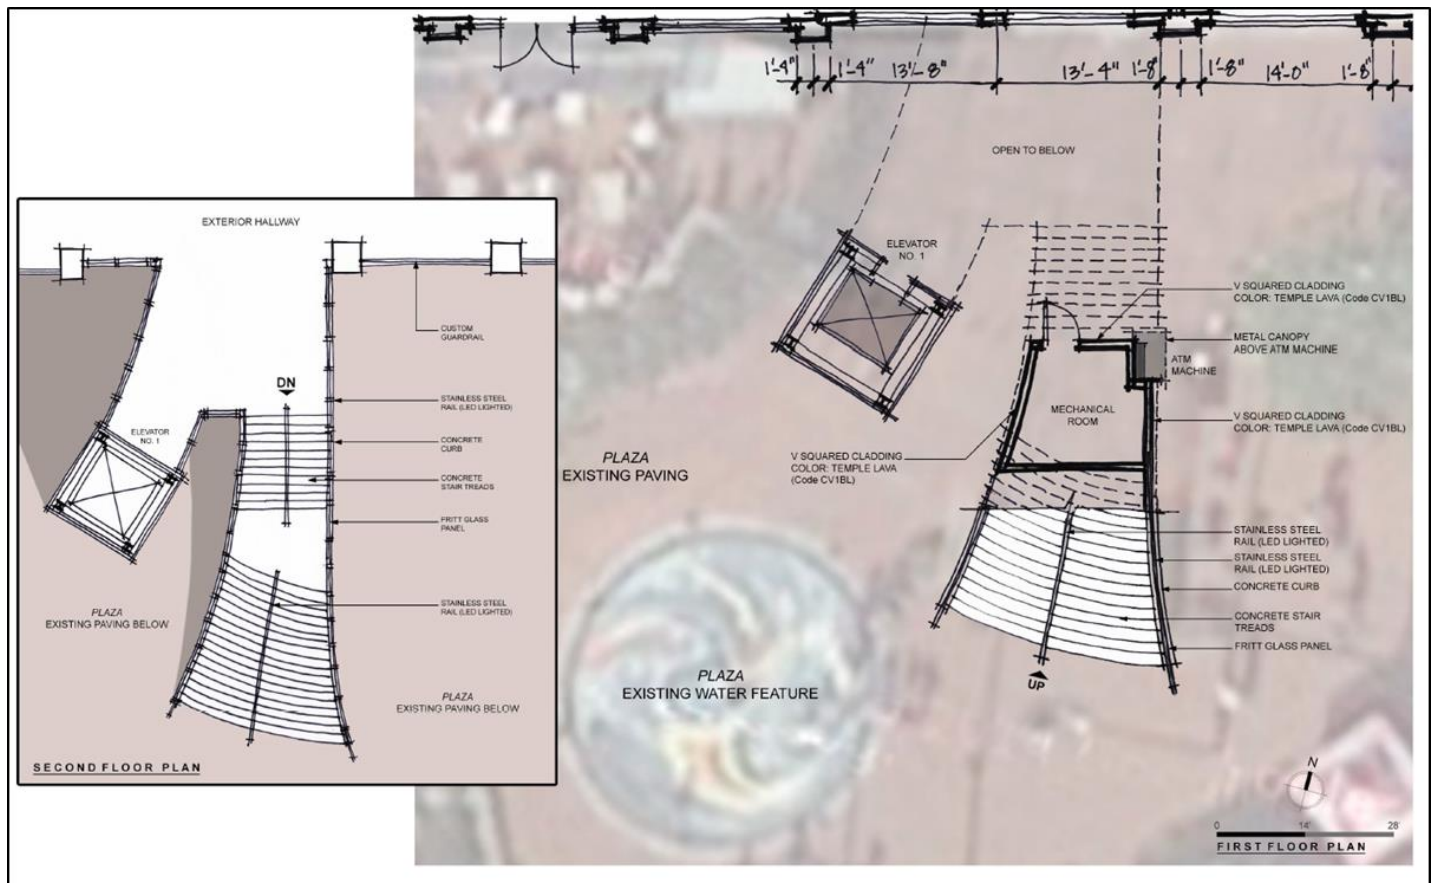 1'-4"
1'-4"
13'-8"
13'-4"
1'-8"
1'-8"
14'-0"
1'-8"
OPEN TO BELOW
ELEVATOR
NO. 1
V SQUARED CLADDING
COLOR: TEMPLE LAVA (Code CV1BL)
METAL CANOPY
ABOVE ATM MACHINE
ATM
MACHINE
MECHANICAL
ROOM
V SQUARED CLADDING
COLOR: TEMPLE LAVA (Code CV1BL)
V SQUARED CLADDING
COLOR: TEMPLE LAVA
(Code CV1BL)
PLAZA
EXISTING PAVING
STAINLESS STEEL
RAIL (LED LIGHTED)
STAINLESS STEEL
RAIL (LED LIGHTED)
CONCRETE CURB
CONCRETE STAIR
TREADS
FRITT GLASS PANEL
UP
PLAZA
EXISTING WATER FEATURE
N
0
14'
28'
FIRST FLOOR PLAN
EXTERIOR HALLWAY
CUSTOM
GUARDRAIL
DN
STAINLESS STEEL
RAIL (LED LIGHTED)
ELEVATOR
NO. 1
CONCRETE
CURB
CONCRETE
STAIR TREADS
FRITT GLASS
PANEL
STAINLESS STEEL
RAIL (LED LIGHTED)
PLAZA
EXISTING PAVING BELOW
PLAZA
EXISTING PAVING BELOW
SECOND FLOOR PLAN